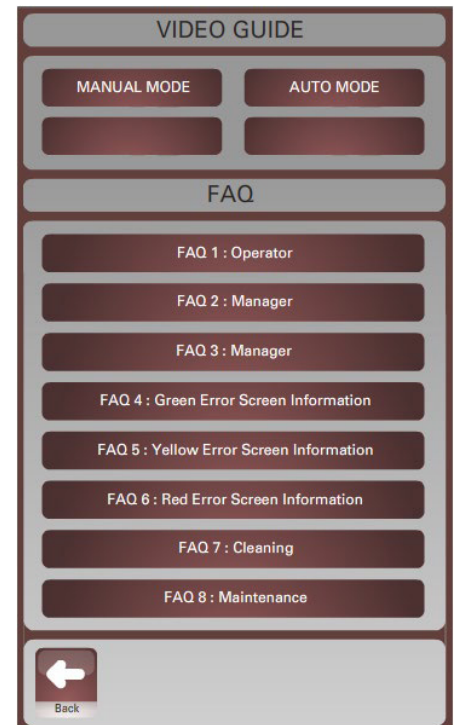 VIDEO GUIDE
MANUAL MODE
AUTO MODE
FAQ
FAQ 1 : Operator
FAQ 2 : Manager
FAQ 3 : Manager
FAQ 4 : Green Error Screen Information
FAQ 5 : Yellow Error Screen Information
FAQ 6 : Red Error Screen Information
FAQ 7 : Cleaning
FAQ 8 : Maintenance
Back